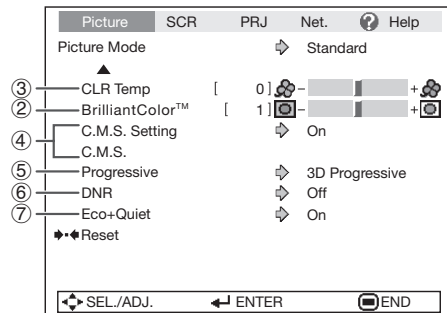 Picture SCR PRJ Net. ? Help
Picture Mode Standard
③ CLR Temp [ 0] - +
② BrilliantColor™ [ 1] - +
④ C.M.S. Setting On
C.M.S.
⑤ Progressive 3D Progressive
⑥ DNR Off
⑦ Eco+Quiet On
Reset
SEL./ADJ. ENTER END